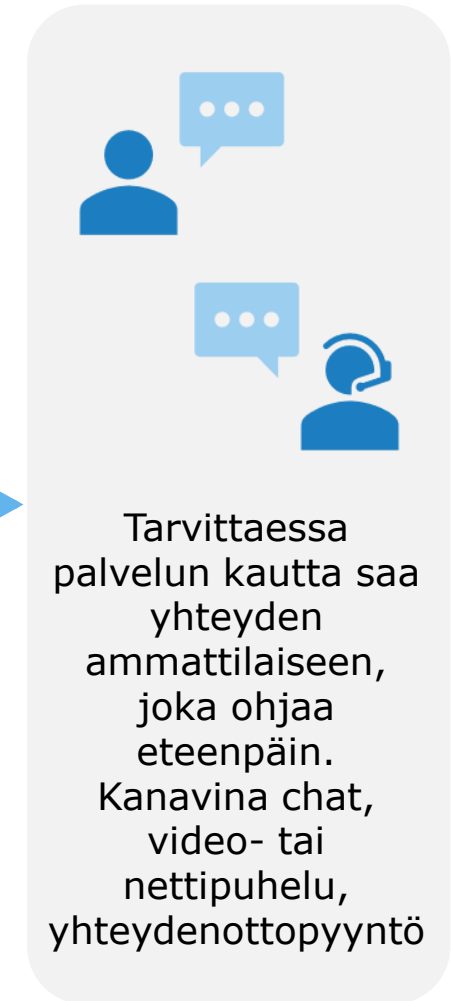 Tarvittaessa
palvelun kautta saa
yhteyden
ammattilaiseen,
joka ohjaa
eteenpäin.
Kanavina chat,
video- tai
nettipuhelu,
yhteydenottopyyntö